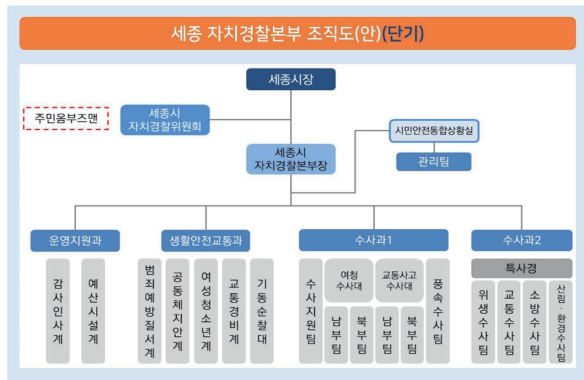 세종 자치경찰본부 조직도(안)(단기)
세종시장
주민옴부즈맨
세종시
자치경찰위원회
시민안전통합상황실
세종시
자치경찰본부장
관리팀
운영지원과
생활안전교통과
수사과1
수사과2
감사인사계
예산시설계
범죄예방질서계
공동체치안계
여성청소년계
교통경비계
기동순찰대
수사지원팀
여청
수사대
남부팀
북부팀
교통사고
수사대
남부팀
북부팀
풍속수사팀
특사경
위생수사팀
교통수사팀
소방수사팀
산림·환경수사팀